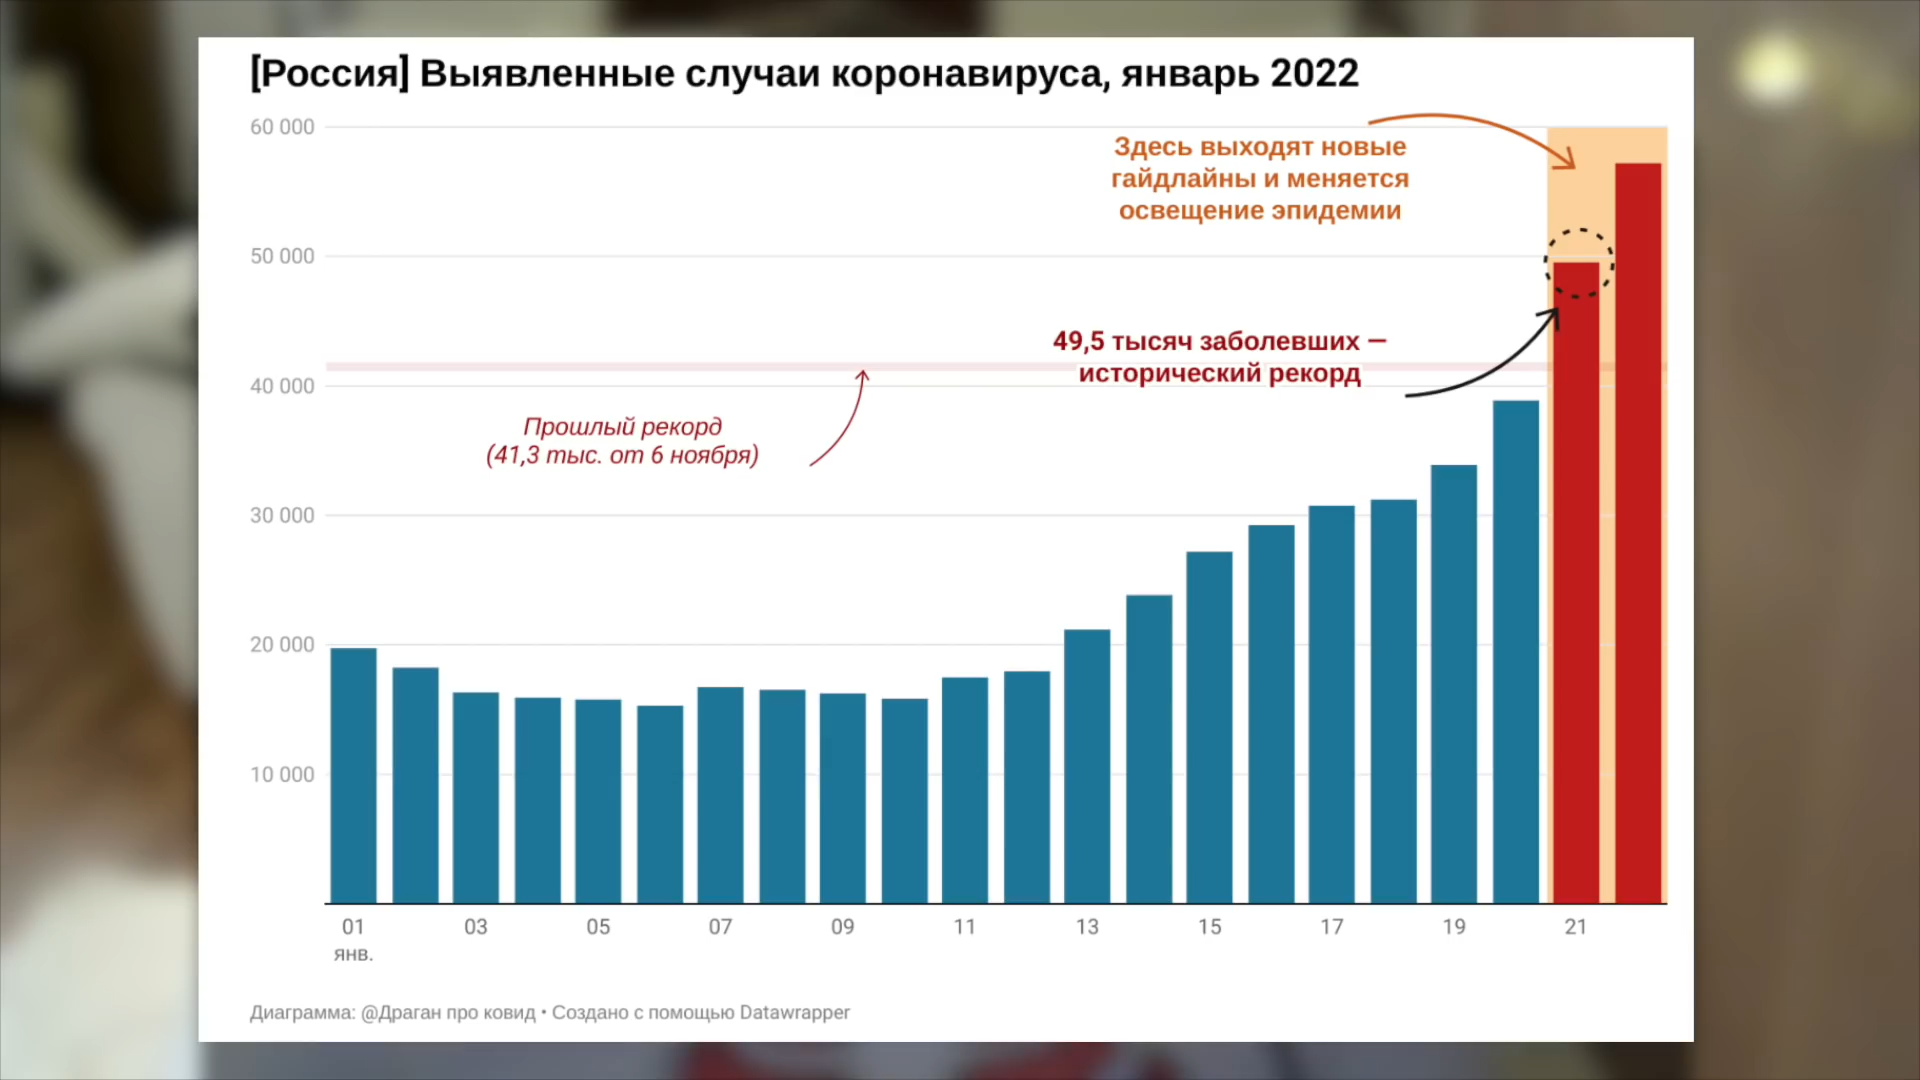 [Россия] Выявленные случаи коронавируса, январь 2022
60 000
Здесь выходят новые
гайдлайны и меняется
освещение эпидемии
50 000
49,5 тысяч заболевших —
исторический рекорд
40 000
Прошлый рекорд
(41,3 тыс. от 6 ноября)
30 000
20 000
10 000
01 03 05 07 09 11 13 15 17 19 21
янв.
Диаграмма: @Драган про ковид • Создано с помощью Datawrapper